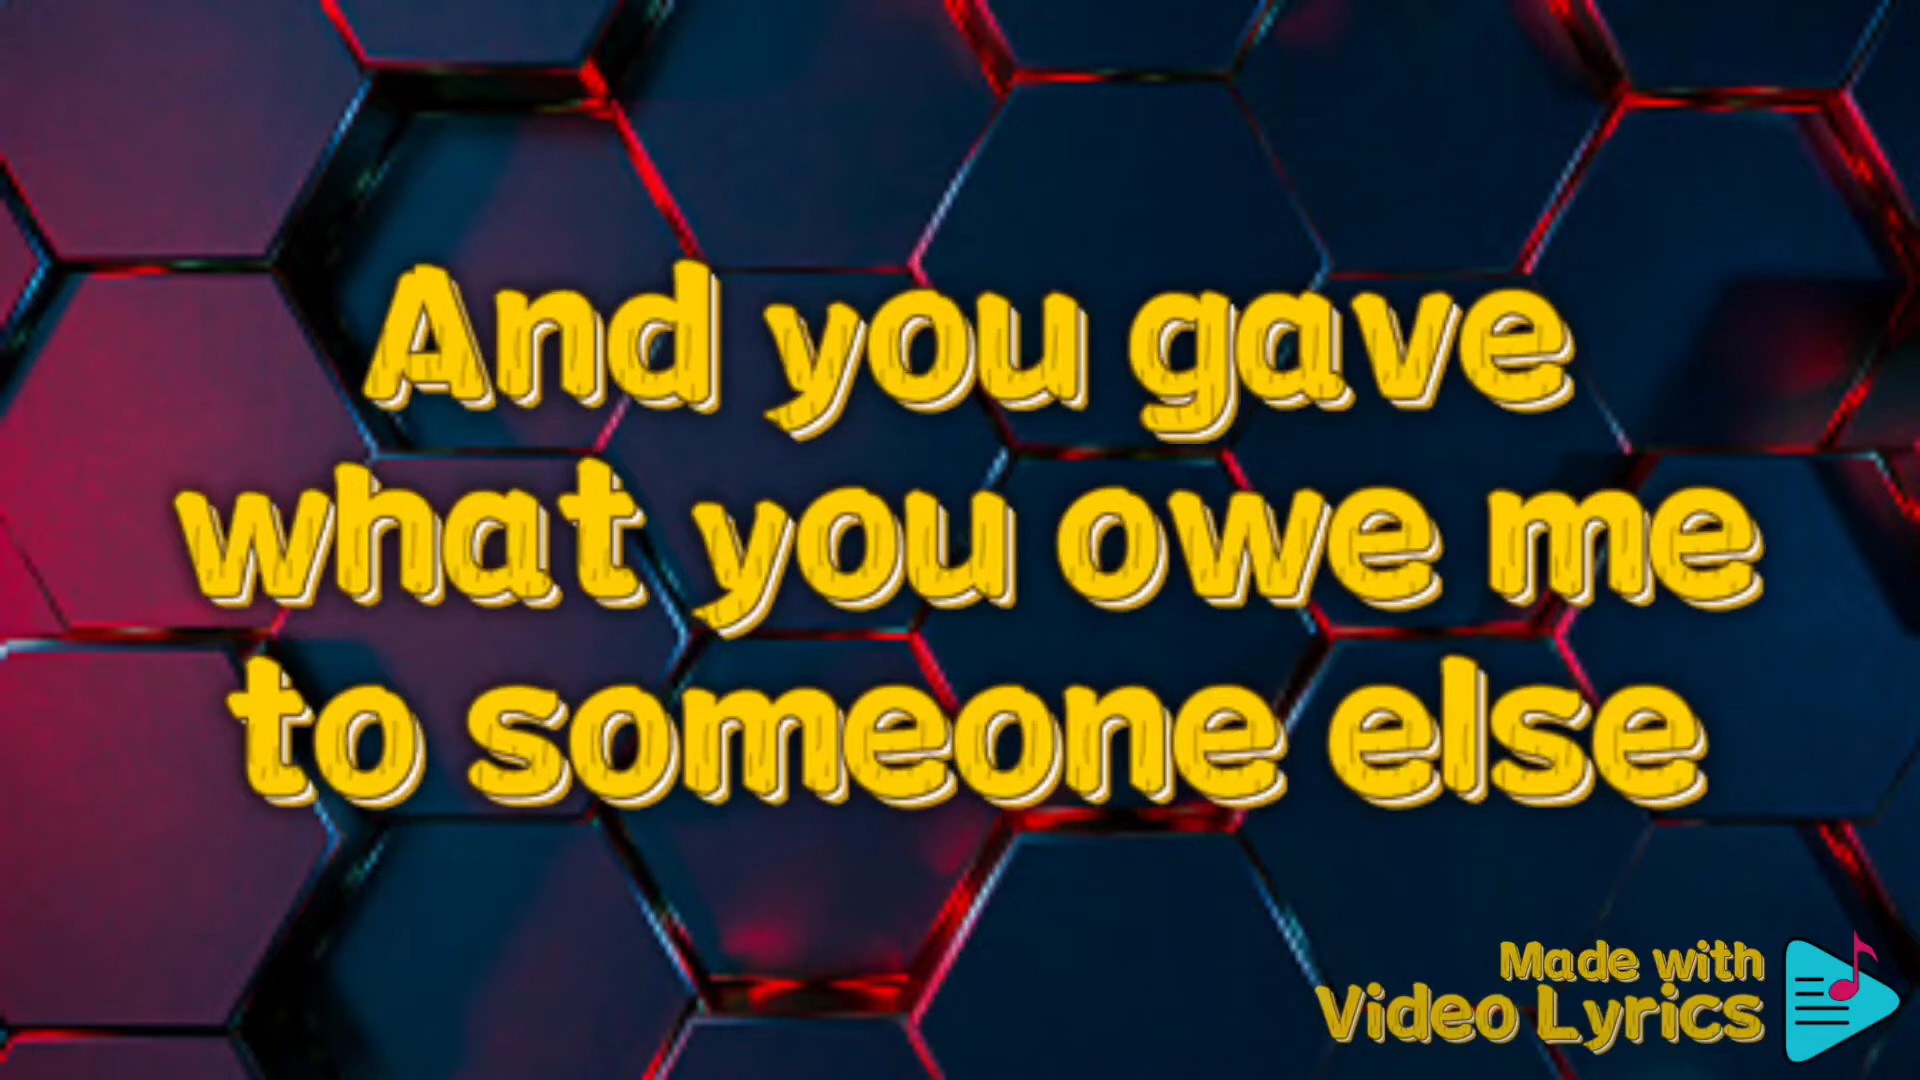 And you gave
what you owe me
to someone else
Made with
Video Lyrics